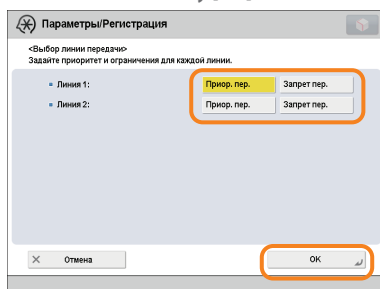 Параметры/Регистрация
<Выбор линии передачи>
Задайте приоритет и ограничения для каждой линии.
Линия 1: Приор. пер. Запрет пер.
Линия 2: Приор. пер. Запрет пер.
Отмена OK